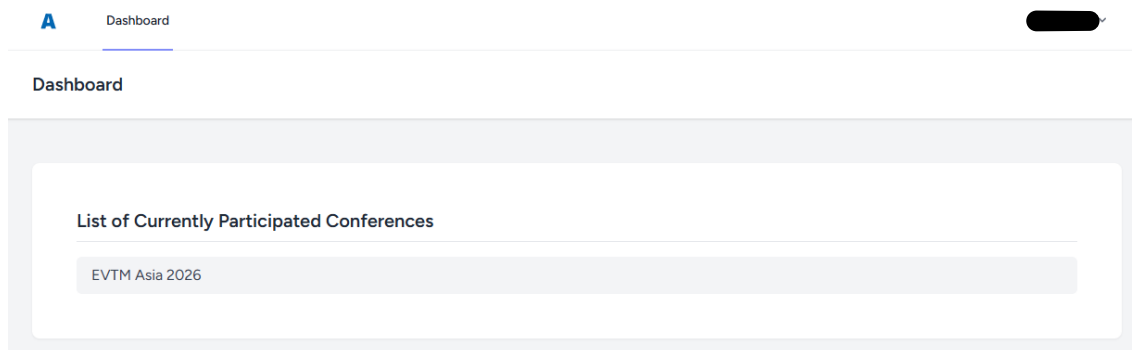 A
Dashboard
Dashboard
List of Currently Participated Conferences
EVTM Asia 2026